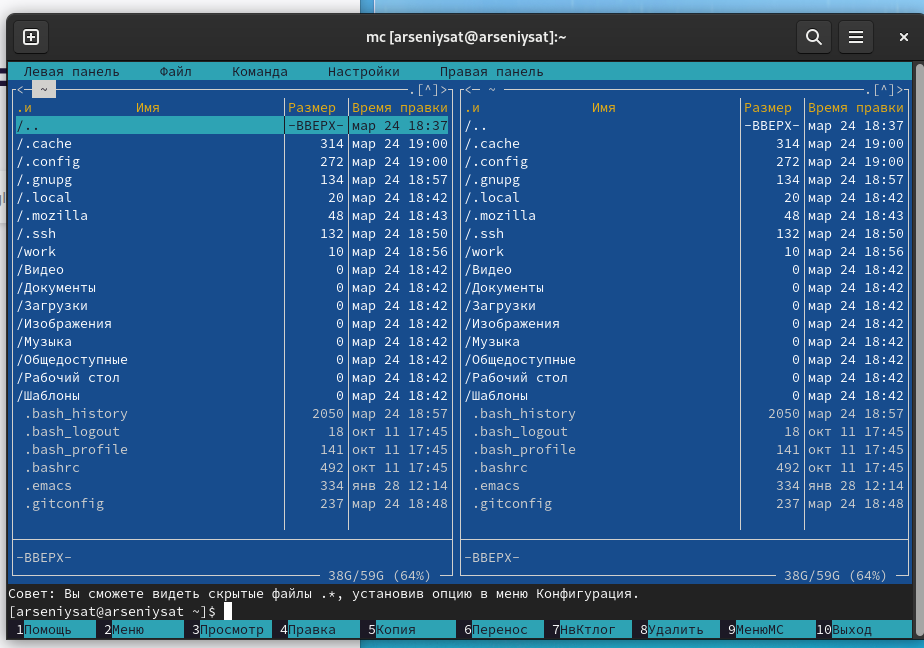 mc [arseniysat@arseniysat]:~
Левая панель Файл Команда Настройки Правая панель
<- ~ .[^]> <- ~ .[^]>
.и Имя Размер Время правки .и Имя Размер Время правки
/.. -ВВЕРХ- мар 24 18:37 /.. -ВВЕРХ- мар 24 18:37
/.cache 314 мар 24 19:00 /.cache 314 мар 24 19:00
/.config 272 мар 24 19:00 /.config 272 мар 24 19:00
/.gnupg 134 мар 24 18:57 /.gnupg 134 мар 24 18:57
/.local 20 мар 24 18:42 /.local 20 мар 24 18:42
/.mozilla 48 мар 24 18:43 /.mozilla 48 мар 24 18:43
/.ssh 132 мар 24 18:50 /.ssh 132 мар 24 18:50
/work 10 мар 24 18:56 /work 10 мар 24 18:56
/Видео 0 мар 24 18:42 /Видео 0 мар 24 18:42
/Документы 0 мар 24 18:42 /Документы 0 мар 24 18:42
/Загрузки 0 мар 24 18:42 /Загрузки 0 мар 24 18:42
/Изображения 0 мар 24 18:42 /Изображения 0 мар 24 18:42
/Музыка 0 мар 24 18:42 /Музыка 0 мар 24 18:42
/Общедоступные 0 мар 24 18:42 /Общедоступные 0 мар 24 18:42
/Рабочий стол 0 мар 24 18:42 /Рабочий стол 0 мар 24 18:42
/Шаблоны 0 мар 24 18:42 /Шаблоны 0 мар 24 18:42
.bash_history 2050 мар 24 18:57 .bash_history 2050 мар 24 18:57
.bash_logout 18 окт 11 17:45 .bash_logout 18 окт 11 17:45
.bash_profile 141 окт 11 17:45 .bash_profile 141 окт 11 17:45
.bashrc 492 окт 11 17:45 .bashrc 492 окт 11 17:45
.emacs 334 янв 28 12:14 .emacs 334 янв 28 12:14
.gitconfig 237 мар 24 18:48 .gitconfig 237 мар 24 18:48
-ВВЕРХ- -ВВЕРХ-
38G/59G (64%) 38G/59G (64%)
Совет: Вы сможете видеть скрытые файлы .*, установив опцию в меню Конфигурация.
[arseniysat@arseniysat ~]$
1Помощь 2Меню 3Просмотр 4Правка 5Копия 6Перенос 7НвКтлог 8Удалить 9МенюМС 10Выход